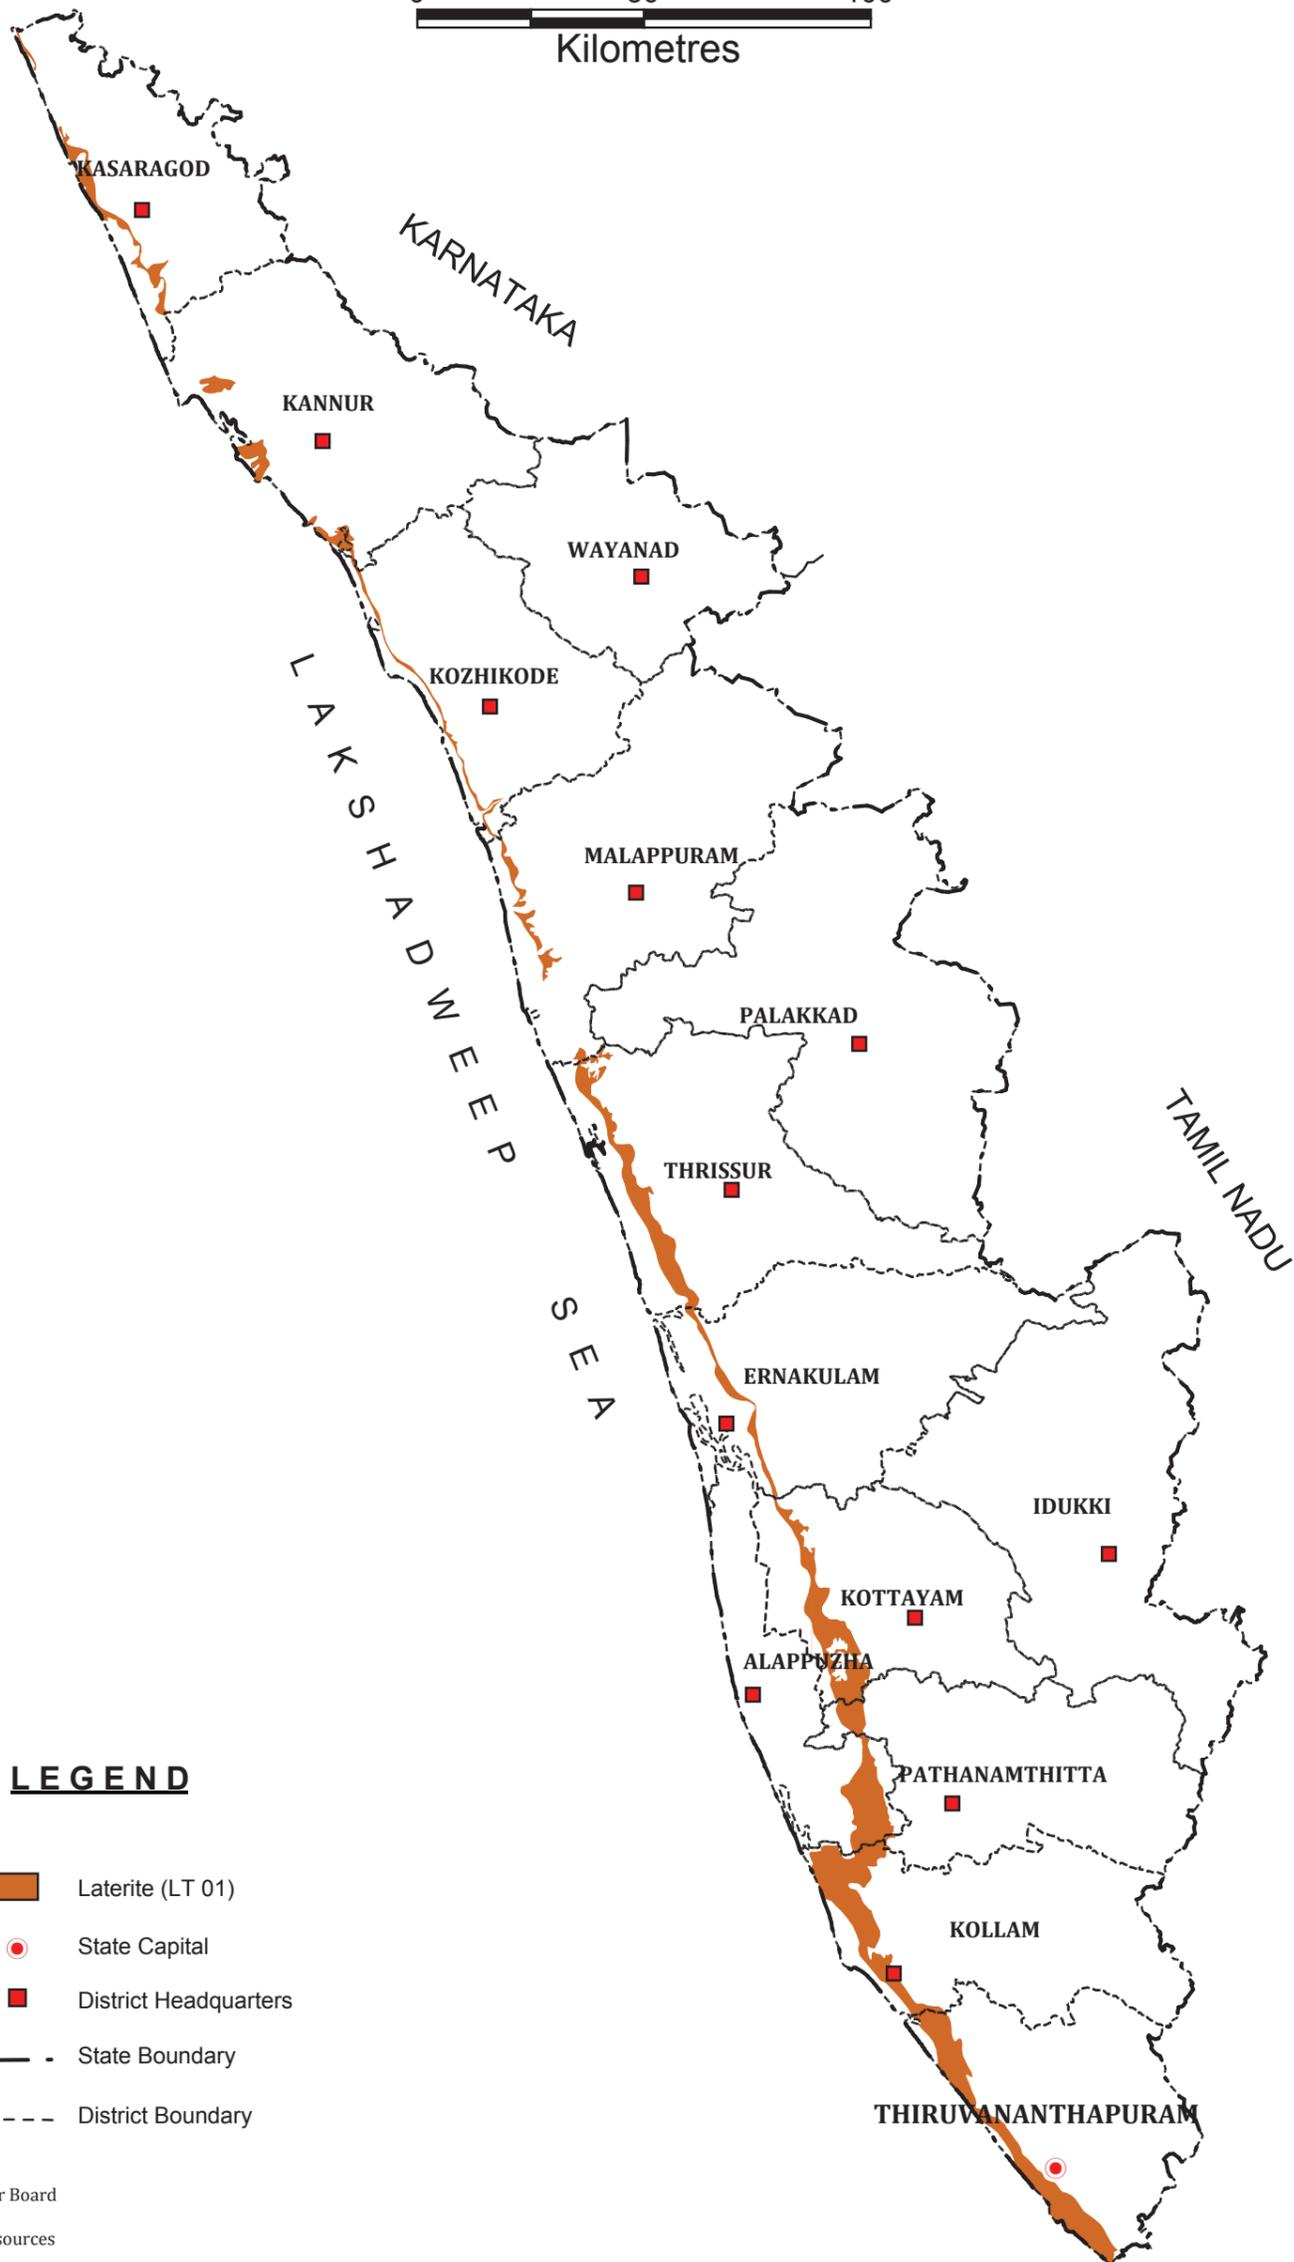 Kilometres
KASARAGOD
KARNATAKA
KANNUR
WAYANAD
KOZHIKODE
LAKSHADWEEP SEA
MALAPPURAM
PALAKKAD
TAMIL NADU
THRISSUR
ERNAKULAM
IDUKKI
KOTTAYAM
ALAPPUZHA
PATHANAMTHITTA
KOLLAM
THIRUVANANTHAPURAM
LEGEND
Laterite (LT 01)
State Capital
District Headquarters
State Boundary
District Boundary
Board